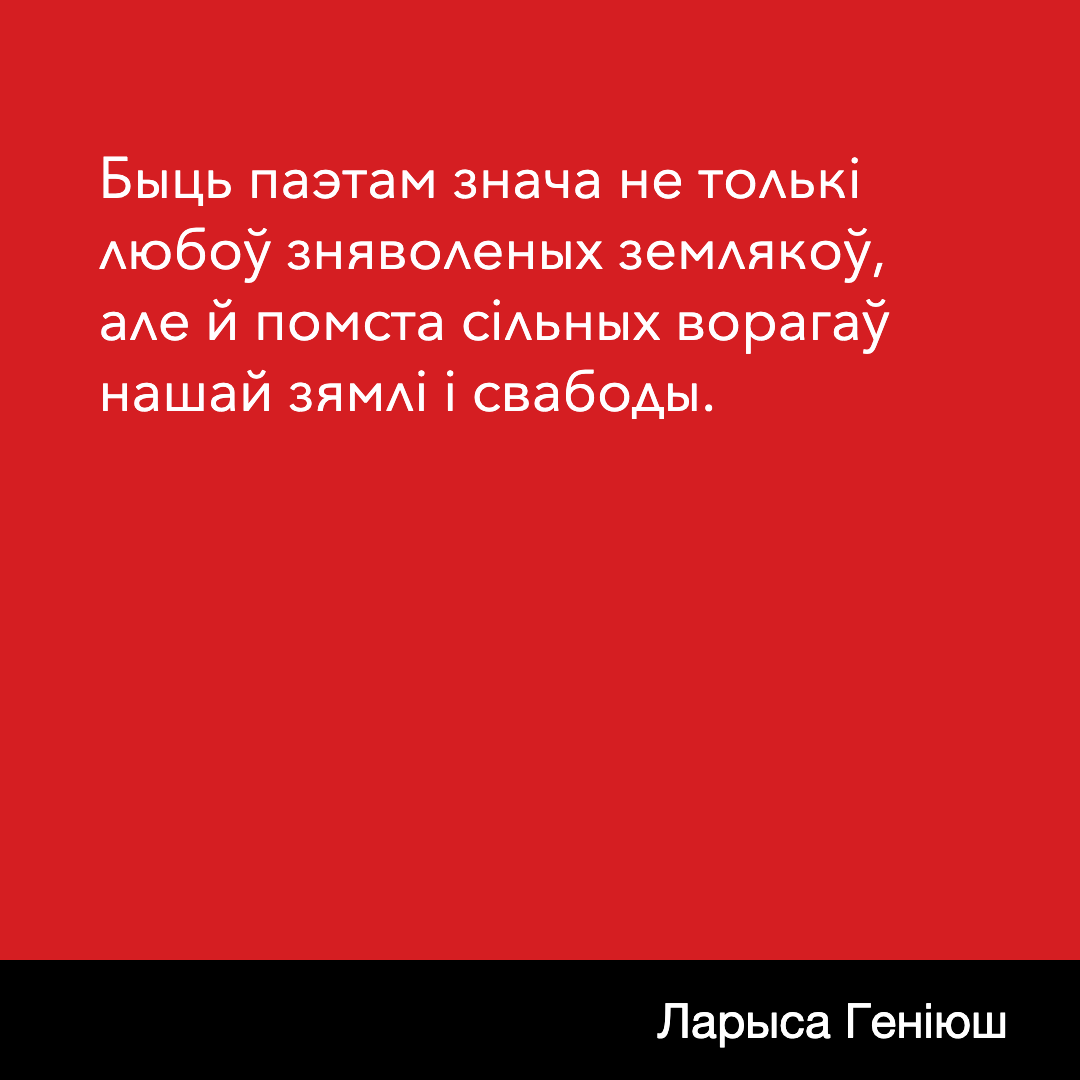 Быць паэтам знача не толькі
любоў зняволеных землякоў,
але й помста сільных ворагаў
нашай зямлі і свабоды.
Ларыса Геніюш